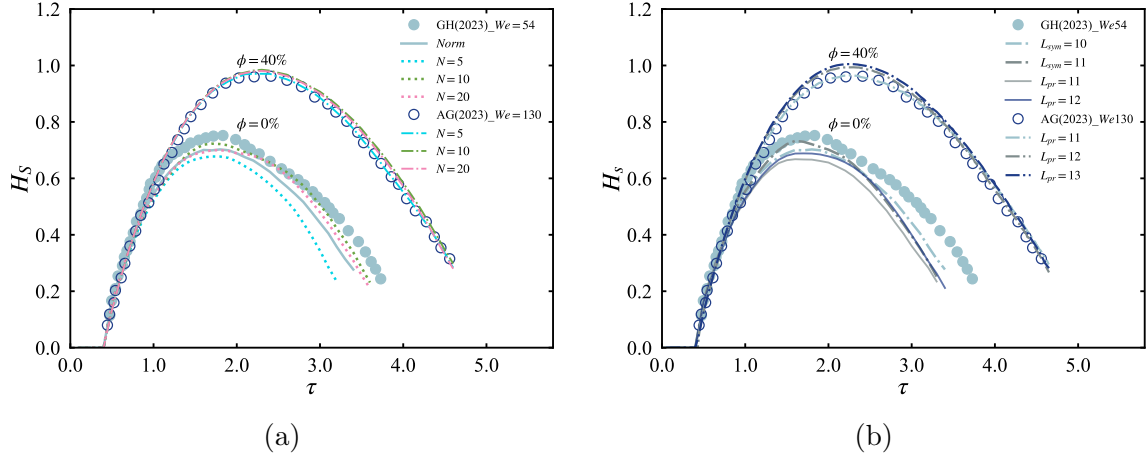 1.2
1.0
0.8
0.6
0.4
0.2
0.0
H_S
0.0 1.0 2.0 3.0 4.0 5.0
τ
ϕ = 40%
ϕ = 0%
GH(2023)_We = 54
Norm
N = 5
N = 10
N = 20
AG(2023)_We = 130
N = 5
N = 10
N = 20
(a)
1.2
1.0
0.8
0.6
0.4
0.2
0.0
H_S
0.0 1.0 2.0 3.0 4.0 5.0
τ
ϕ = 40%
ϕ = 0%
GH(2023)_We54
L_sym = 10
L_sym = 11
L_pr = 11
L_pr = 12
AG(2023)_We130
L_pr = 11
L_pr = 12
L_pr = 13
(b)